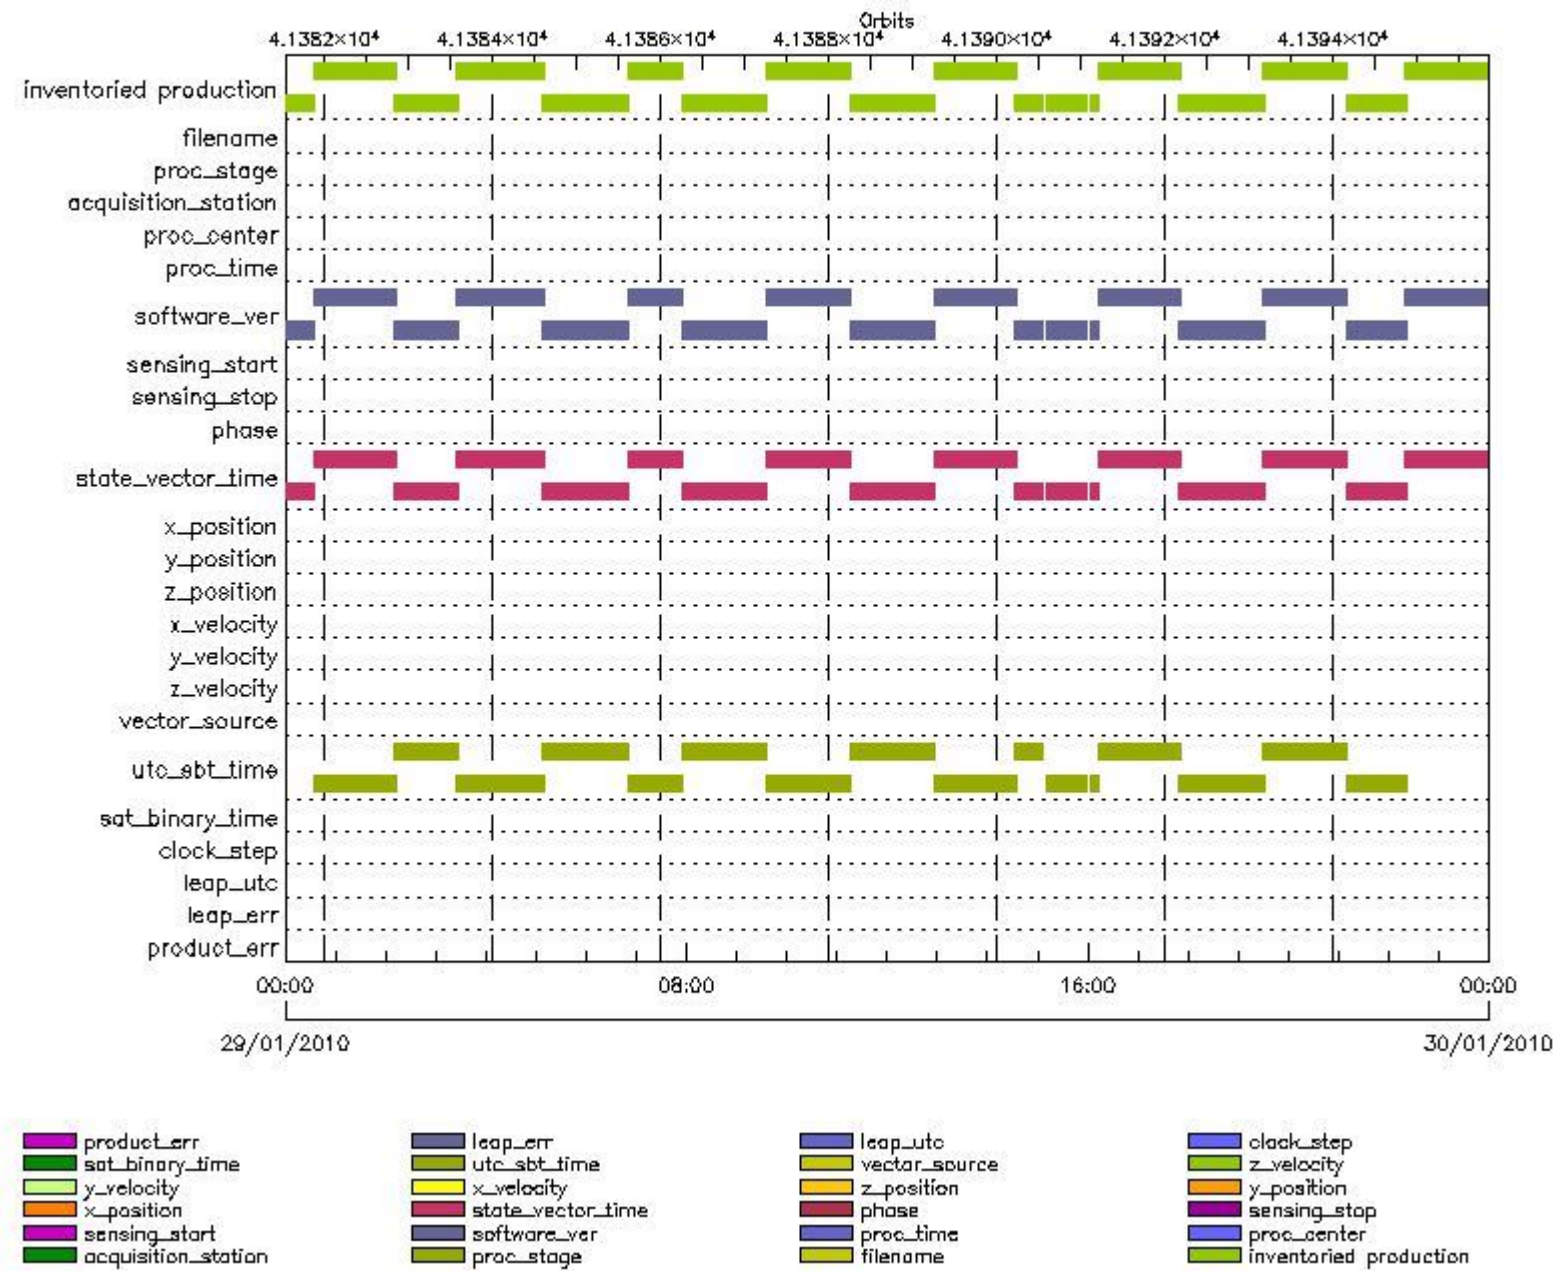 Orbits
4.1382×10⁴ 4.1384×10⁴ 4.1386×10⁴ 4.1388×10⁴ 4.1390×10⁴ 4.1392×10⁴ 4.1394×10⁴
inventoried production
filename
proc_stage
acquisition_station
proc_center
proc_time
software_ver
sensing_start
sensing_stop
phase
state_vector_time
x_position
y_position
z_position
x_velocity
y_velocity
z_velocity
vector_source
utc_sbt_time
sat_binary_time
clock_step
leap_utc
leap_err
product_err
00:00 08:00 16:00 00:00
29/01/2010 30/01/2010
product_err leap_err leap_utc clock_step
sat_binary_time utc_sbt_time vector_source z_velocity
y_velocity x_velocity z_position y_position
x_position state_vector_time phase sensing_stop
sensing_start software_ver proc_time proc_center
acquisition_station proc_stage filename inventoried production